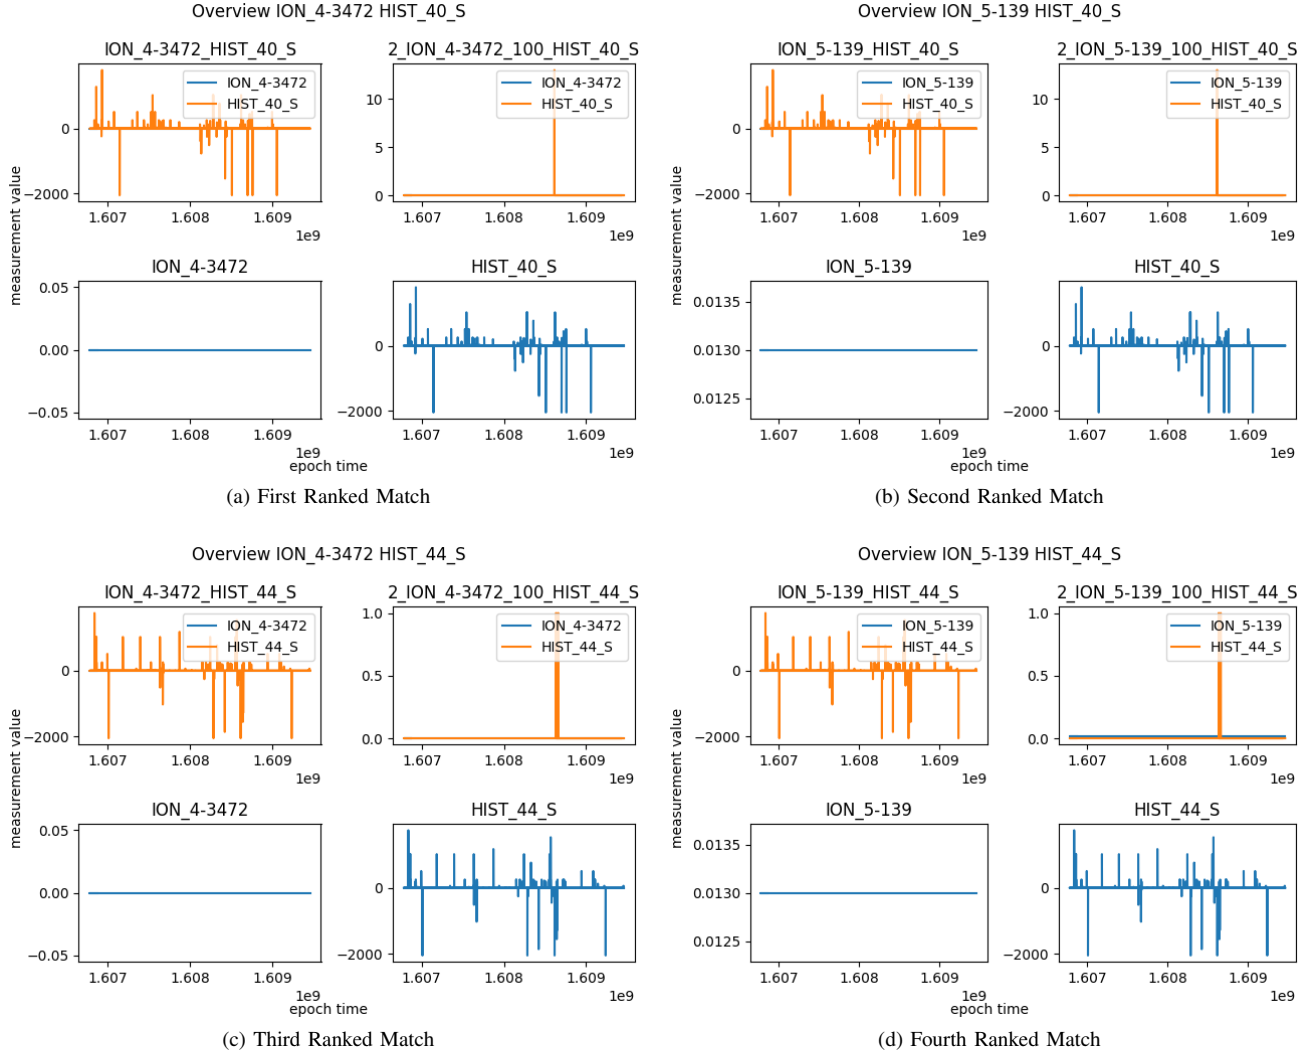 Overview ION_4-3472 HIST_40_S
ION_4-3472_HIST_40_S
2_ION_4-3472_100_HIST_40_S
ION_4-3472
HIST_40_S
0
−2000
1.607 1.608 1.609
1e9
ION_4-3472
HIST_40_S
10
5
0
1.607 1.608 1.609
1e9
measurement value
ION_4-3472
0.05
0.00
−0.05
1.607 1.608 1.609
1e9
HIST_40_S
0
−2000
1.607 1.608 1.609
1e9
epoch time
(a) First Ranked Match
Overview ION_5-139 HIST_40_S
ION_5-139_HIST_40_S
2_ION_5-139_100_HIST_40_S
ION_5-139
HIST_40_S
0
−2000
1.607 1.608 1.609
1e9
ION_5-139
HIST_40_S
10
5
0
1.607 1.608 1.609
1e9
measurement value
ION_5-139
0.0135
0.0130
0.0125
1.607 1.608 1.609
1e9
HIST_40_S
0
−2000
1.607 1.608 1.609
1e9
epoch time
(b) Second Ranked Match
Overview ION_4-3472 HIST_44_S
ION_4-3472_HIST_44_S
2_ION_4-3472_100_HIST_44_S
ION_4-3472
HIST_44_S
0
−2000
1.607 1.608 1.609
1e9
ION_4-3472
HIST_44_S
1.0
0.5
0.0
1.607 1.608 1.609
1e9
measurement value
ION_4-3472
0.05
0.00
−0.05
1.607 1.608 1.609
1e9
HIST_44_S
0
−2000
1.607 1.608 1.609
1e9
epoch time
(c) Third Ranked Match
Overview ION_5-139 HIST_44_S
ION_5-139_HIST_44_S
2_ION_5-139_100_HIST_44_S
ION_5-139
HIST_44_S
0
−2000
1.607 1.608 1.609
1e9
ION_5-139
HIST_44_S
1.0
0.5
0.0
1.607 1.608 1.609
1e9
measurement value
ION_5-139
0.0135
0.0130
0.0125
1.607 1.608 1.609
1e9
HIST_44_S
0
−2000
1.607 1.608 1.609
1e9
epoch time
(d) Fourth Ranked Match